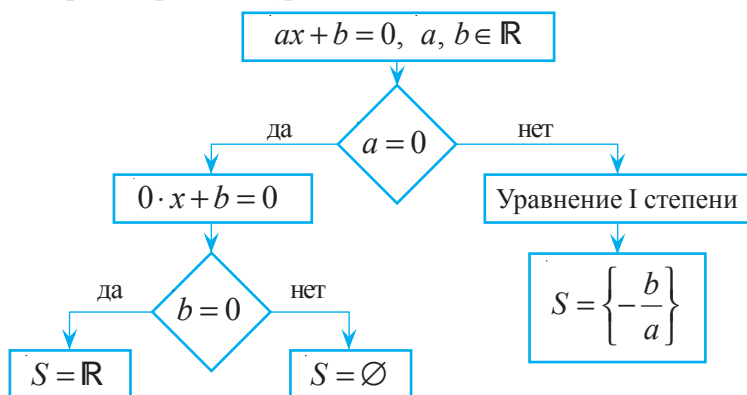 ax + b = 0, a, b ∈ ℝ
да
a = 0
нет
0 · x + b = 0
Уравнение I степени
да
b = 0
нет
S = {−b/a}
S = ℝ
S = ∅